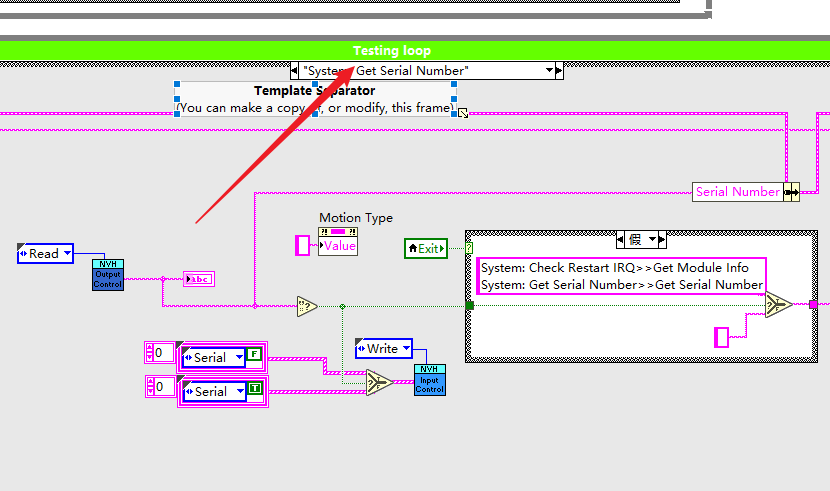 Testing loop
"System: Get Serial Number"
Template Separator
(You can make a copy of, or modify, this frame)
Serial Number
Motion Type
Value
Exit
假
Read
NVH
Output
Control
abc
System: Check Restart IRQ>>Get Module Info
System: Get Serial Number>>Get Serial Number
?
T
F
0
Serial
F
Write
0
Serial
T
NVH
Input
Control